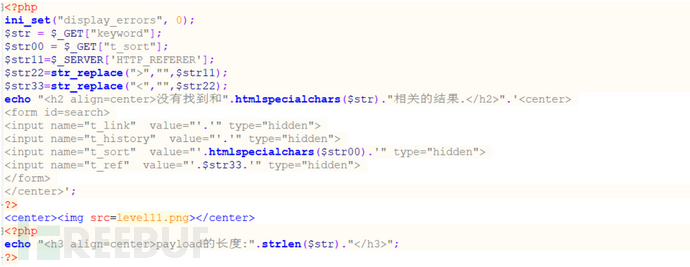 <?php
ini_set("display_errors", 0);
$str = $_GET["keyword"];
$str00 = $_GET["t_sort"];
$str11=$_SERVER['HTTP_REFERER'];
$str22=str_replace(">","",$str11);
$str33=str_replace("<","",$str22);
echo "<h2 align=center>没有找到和".htmlspecialchars($str)."相关的结果.</h2>".'<center>
<form id=search>
<input name="t_link"  value="'.'" type="hidden">
<input name="t_history"  value="'.'" type="hidden">
<input name="t_sort"  value="'.htmlspecialchars($str00).'" type="hidden">
<input name="t_ref"  value="'.$str33.'" type="hidden">
</form>
</center>';
?>
<center><img src=level11.png></center>
<?php
echo "<h3 align=center>payload的长度:".strlen($str)."</h3>";
?>
FREEBUF